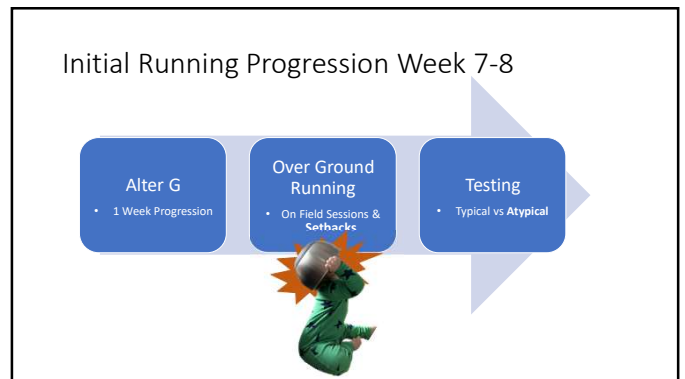 Initial Running Progression Week 7-8
Alter G
• 1 Week Progression
Over Ground
Running
• On Field Sessions &
Setbacks
Testing
• Typical vs Atypical